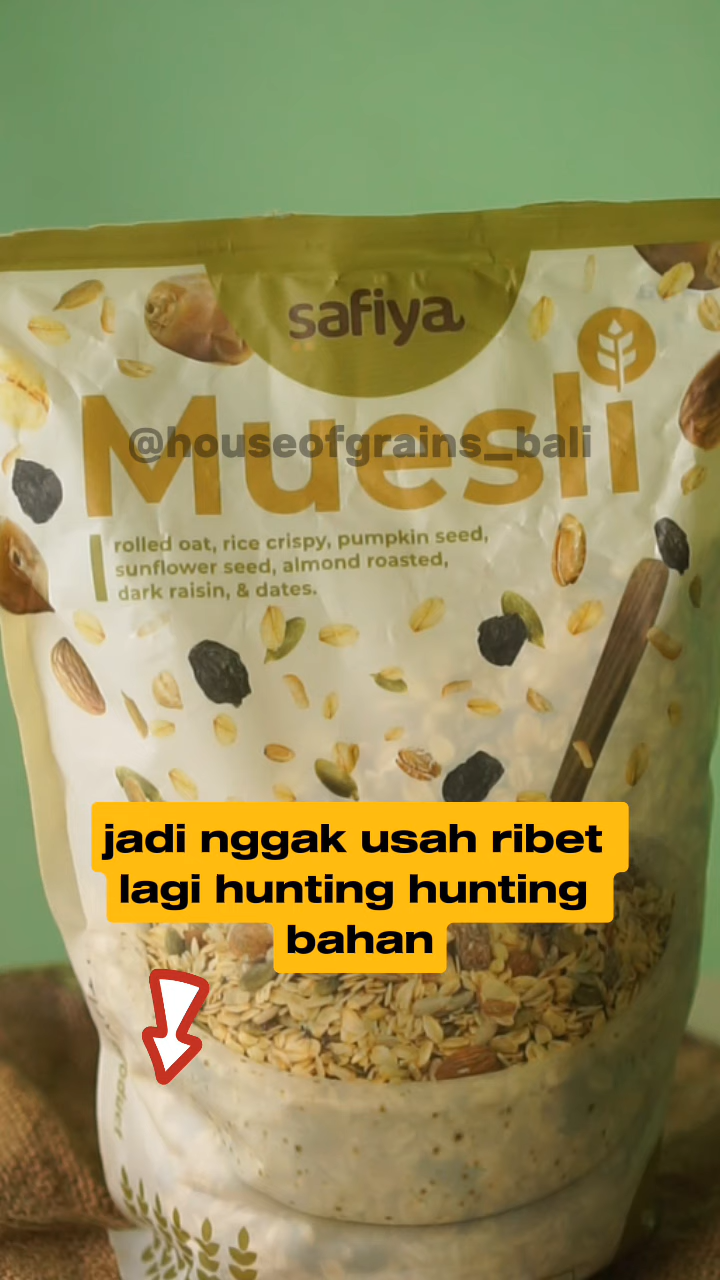 safiya
Muesli
@houseofgrains_bali
rolled oat, rice crispy, pumpkin seed,
sunflower seed, almond roasted,
dark raisin, & dates.
jadi nggak usah ribet
lagi hunting hunting
bahan